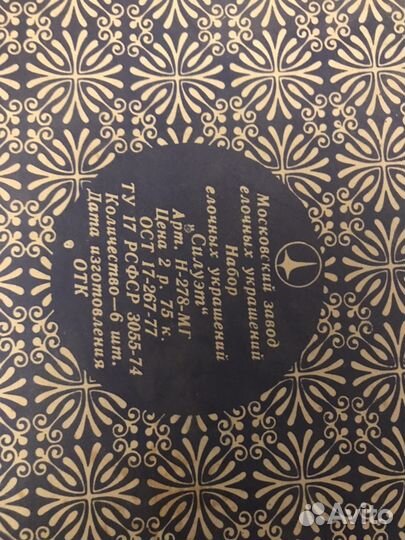 Московский завод
елочных украшений
Набор
елочных украшений
„Силуэт"
Арт. Н-278-МГ
Цена 2 р. 75 к.
ОСТ 17-267-77
ТУ 17 РСФСР 3053-74
Количество—6 шт.
Дата изготовления
ОТК
Avito